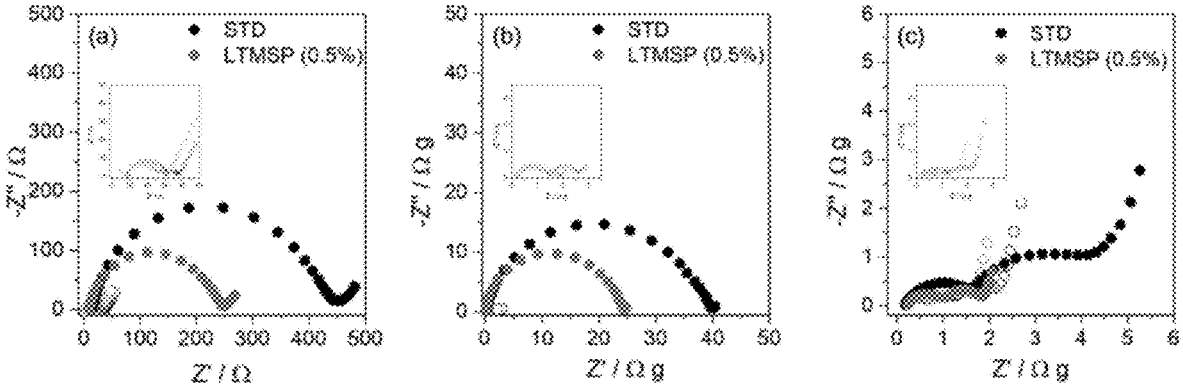 (a)
STD
LTMSP (0.5%)
500
400
300
200
100
0
-Z'' / Ω
0 100 200 300 400 500
Z' / Ω
(b)
STD
LTMSP (0.5%)
50
40
30
20
10
0
-Z'' / Ω g
0 10 20 30 40 50
Z' / Ω g
(c)
STD
LTMSP (0.5%)
6
5
4
3
2
1
0
-Z'' / Ω g
0 1 2 3 4 5 6
Z' / Ω g